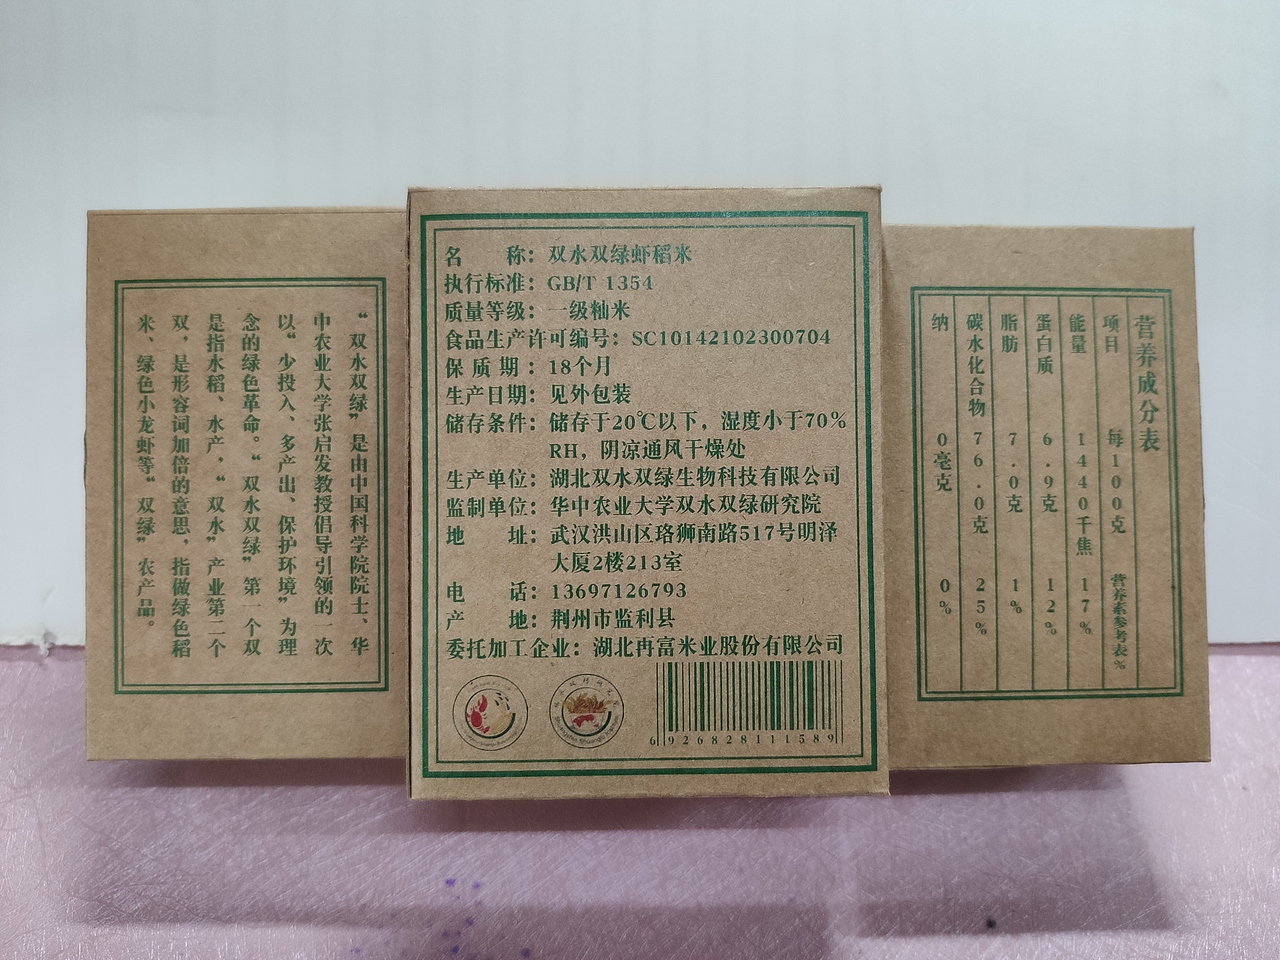 “双水双绿”是由中国科学院院士、华
中农业大学张启发教授倡导引领的一次
以“少投入、多产出、保护环境”为理
念的绿色革命。“双水双绿”第一个双
是指水稻、水产，“双水”产业第二个
双，是形容词加倍的意思，指做绿色稻
米、绿色小龙虾等“双绿”农产品。
名称：双水双绿虾稻米
执行标准：GB/T 1354
质量等级：一级籼米
食品生产许可编号：SC10142102300704
保质期：18个月
生产日期：见外包装
储存条件：储存于20℃以下，湿度小于70%
RH，阴凉通风干燥处
生产单位：湖北双水双绿生物科技有限公司
监制单位：华中农业大学双水双绿研究院
地址：武汉洪山区珞狮南路517号明泽
大厦2楼213室
电话：13697126793
产地：荆州市监利县
委托加工企业：湖北冉富米业股份有限公司
6926828111589
营养成分表
项目 每100克 营养素参考表%
能量 1440千焦 17%
蛋白质 6.9克 12%
脂肪 7.0克 1%
碳水化合物 76.0克 25%
纳 0毫克 0%